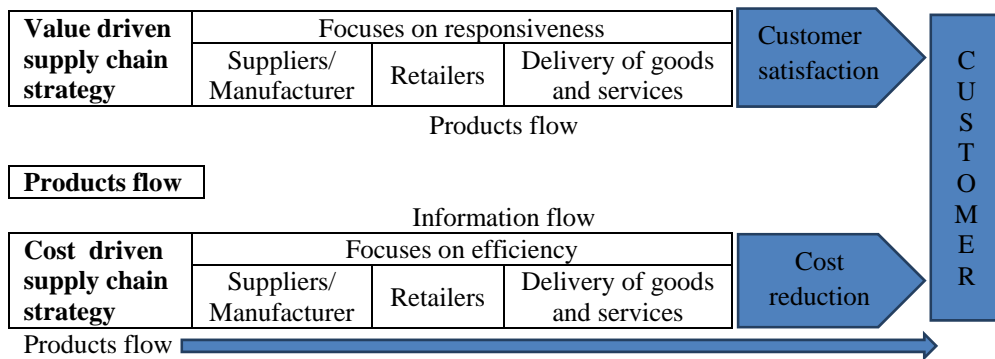 Value driven
supply chain
strategy
Focuses on responsiveness
Suppliers/
Manufacturer
Retailers
Delivery of goods
and services
Customer
satisfaction
Products flow
Products flow
Information flow
Cost driven
supply chain
strategy
Focuses on efficiency
Suppliers/
Manufacturer
Retailers
Delivery of goods
and services
Cost
reduction
Products flow
C
U
S
T
O
M
E
R